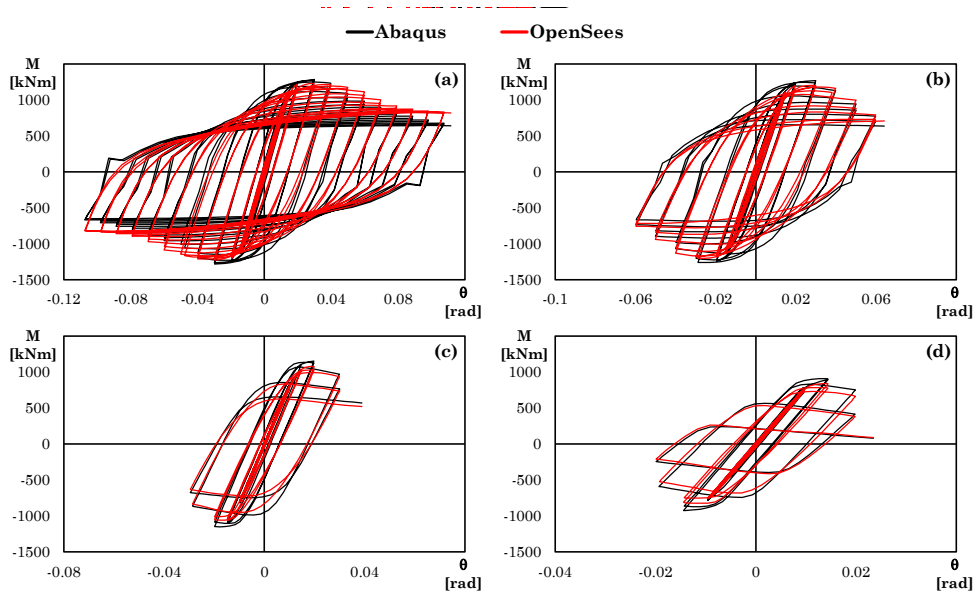 Abaqus OpenSees
M
[kNm]
(a)
1000
500
0
-500
-1000
-1500
-0.12 -0.08 -0.04 0 0.04 0.08 θ
[rad]
M
[kNm]
(b)
1000
500
0
-500
-1000
-1500
-0.1 -0.06 -0.02 0.02 0.06 θ
[rad]
M
[kNm]
(c)
1000
500
0
-500
-1000
-1500
-0.08 -0.04 0 0.04 θ
[rad]
M
[kNm]
(d)
1000
500
0
-500
-1000
-1500
-0.04 -0.02 0 0.02 θ
[rad]